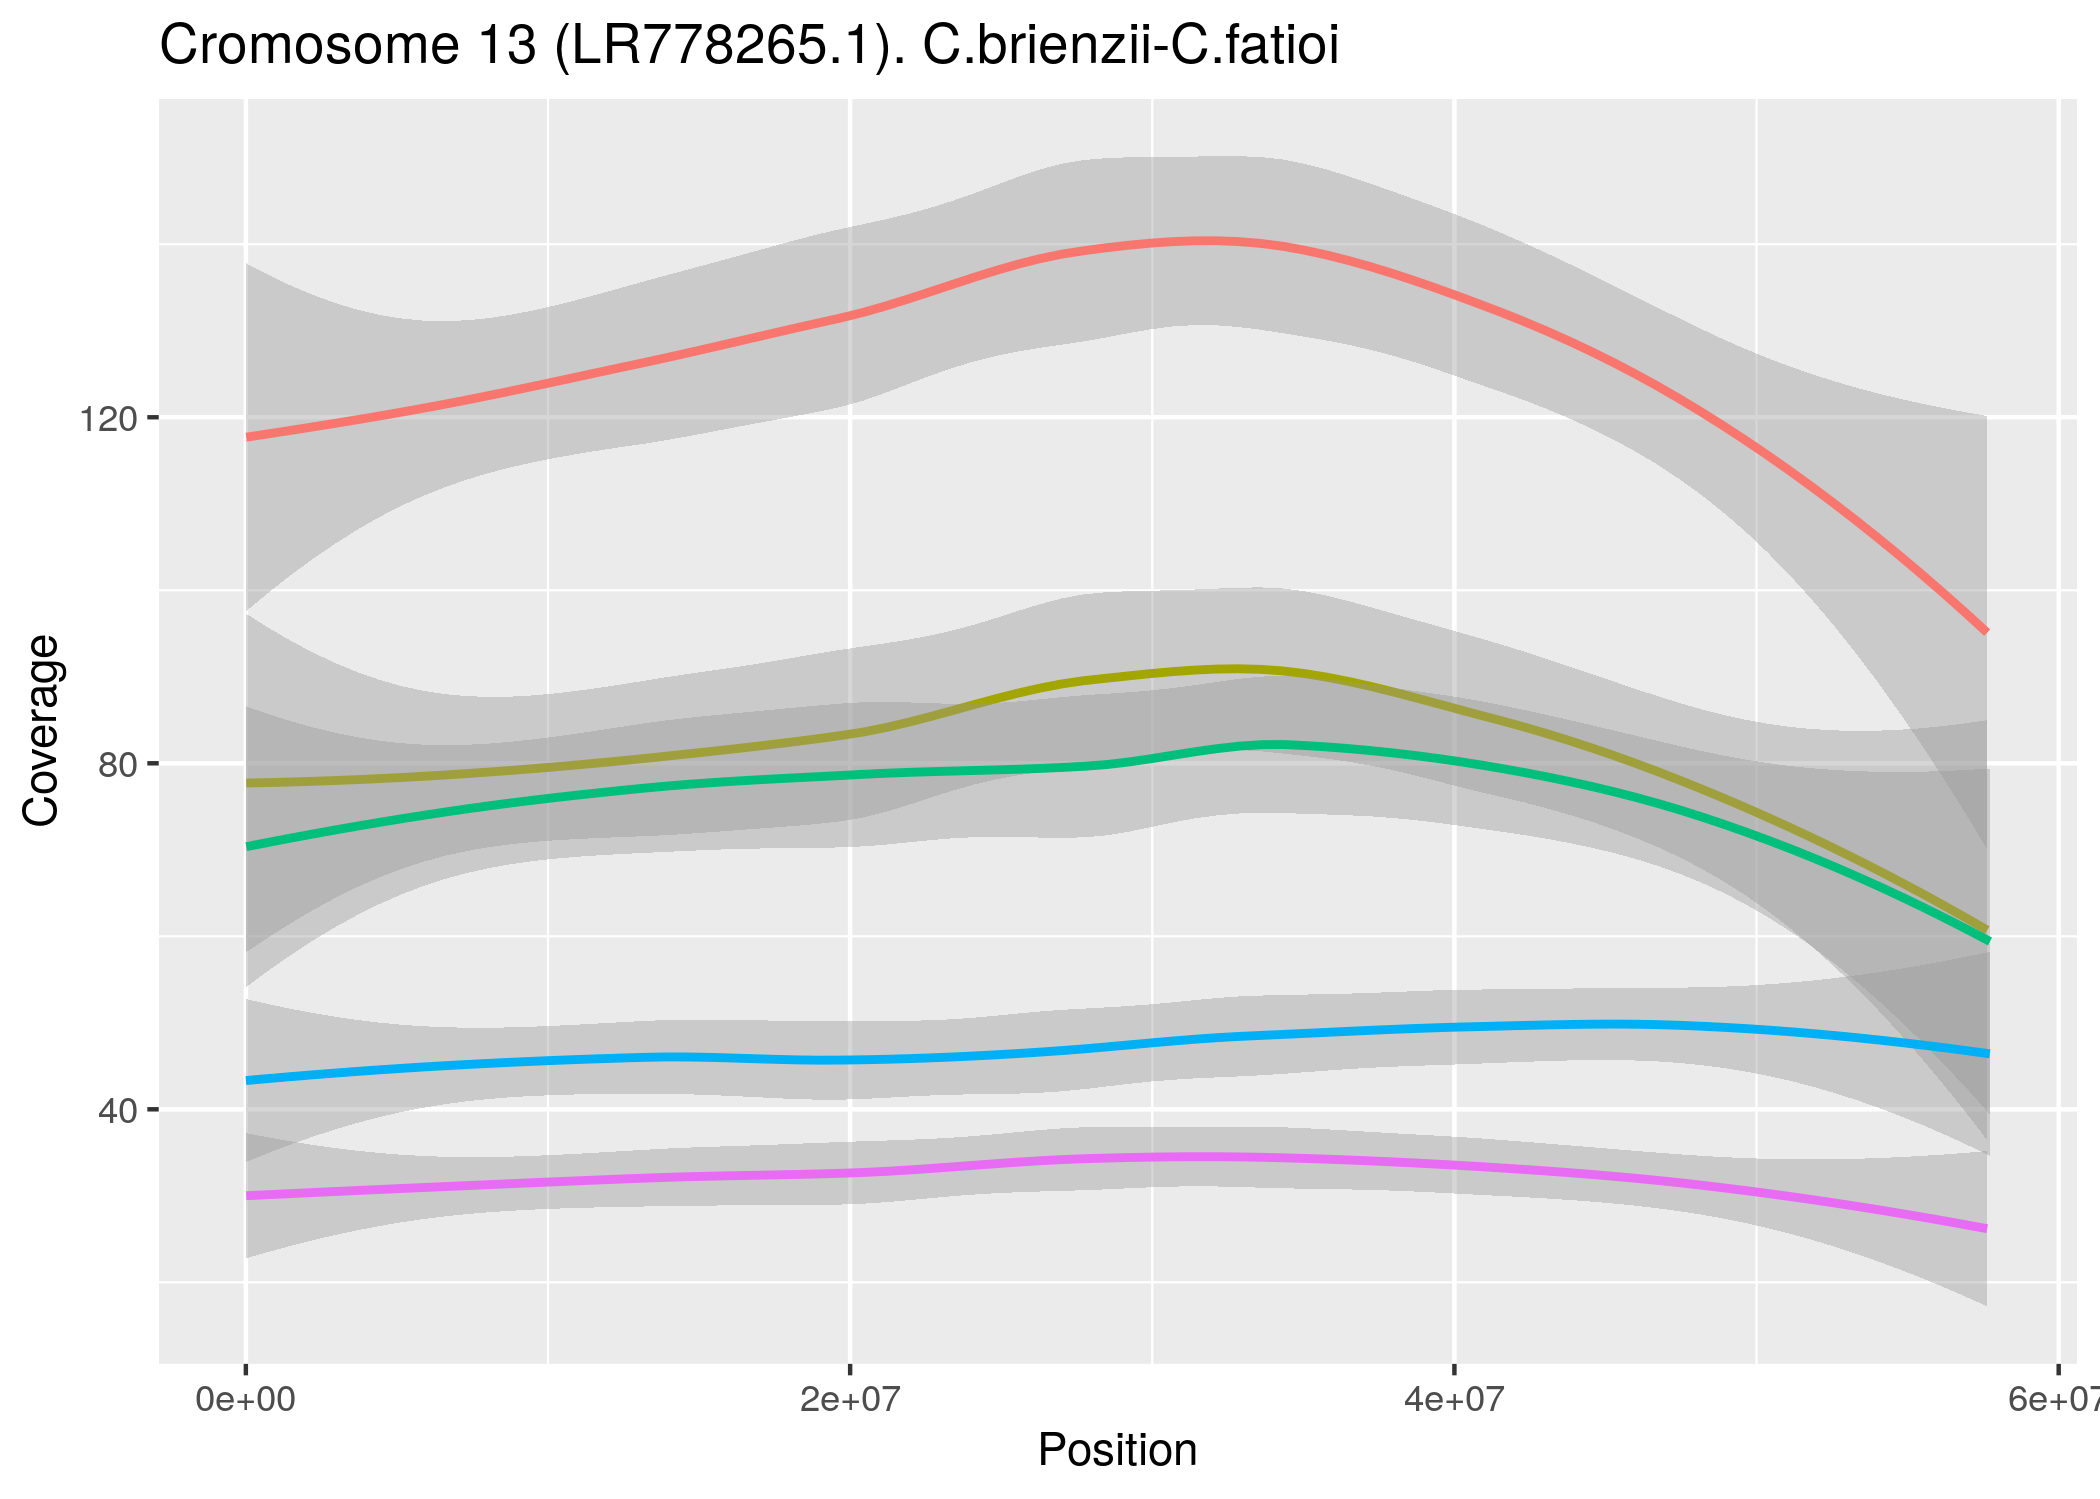 Cromosome 13 (LR778265.1). C.brienzii-C.fatioi
Coverage
120
80
40
0e+00 2e+07 4e+07 6e+07
Position